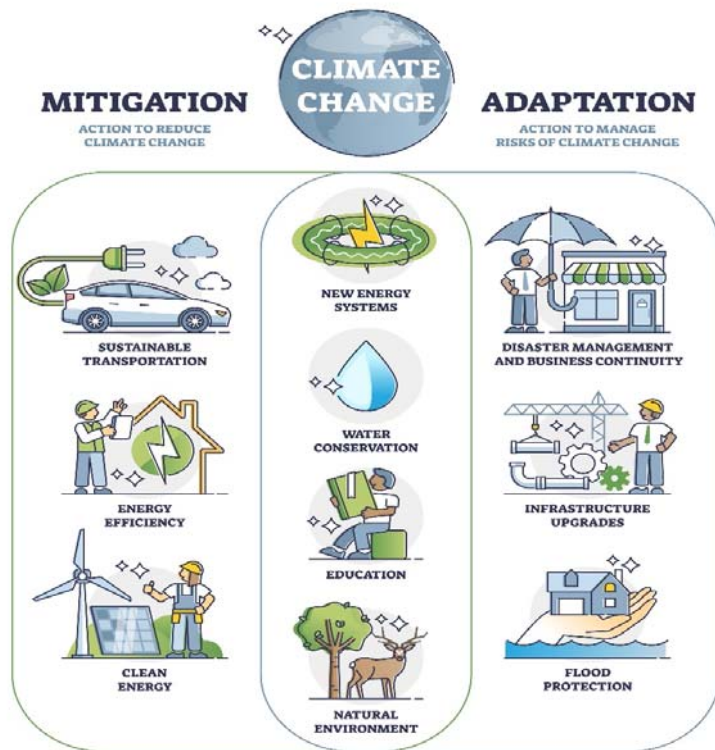 CLIMATE
CHANGE
MITIGATION
ACTION TO REDUCE
CLIMATE CHANGE
ADAPTATION
ACTION TO MANAGE
RISKS OF CLIMATE CHANGE
SUSTAINABLE
TRANSPORTATION
ENERGY
EFFICIENCY
CLEAN
ENERGY
NEW ENERGY
SYSTEMS
WATER
CONSERVATION
EDUCATION
NATURAL
ENVIRONMENT
DISASTER MANAGEMENT
AND BUSINESS CONTINUITY
INFRASTRUCTURE
UPGRADES
FLOOD
PROTECTION